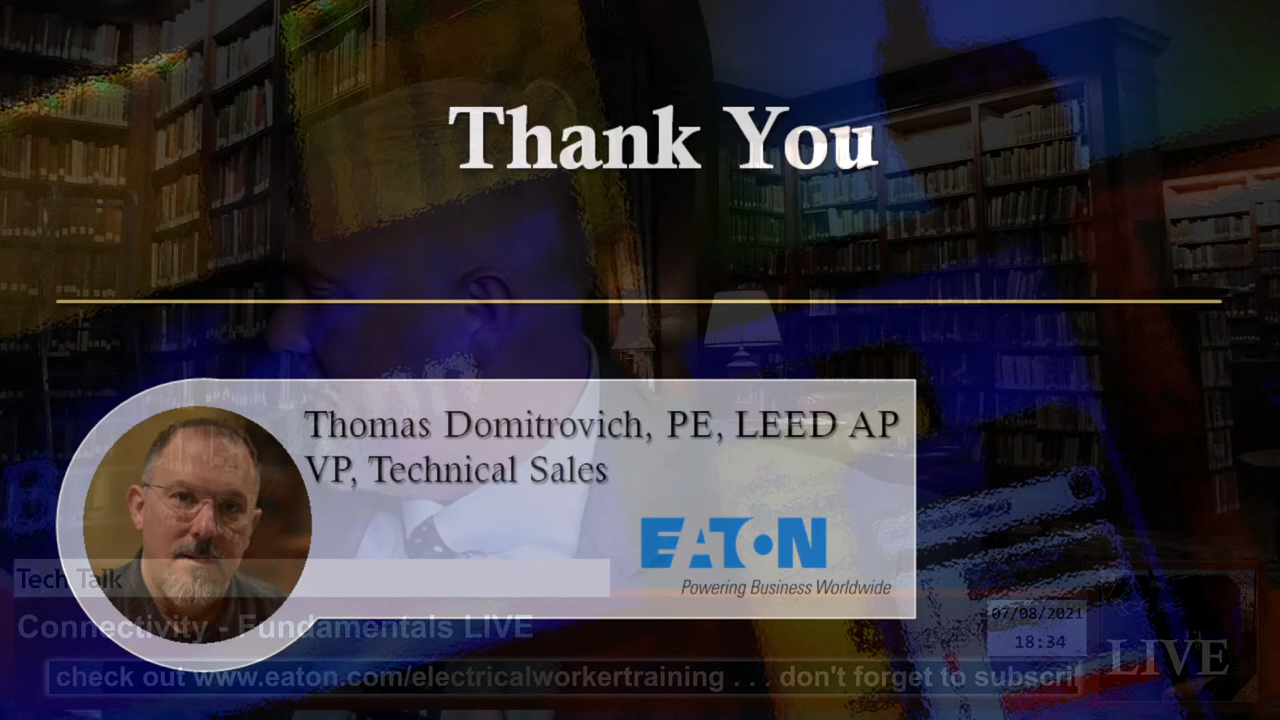 Thank You
Thomas Domitrovich, PE, LEED AP
VP, Technical Sales
EATON
Powering Business Worldwide
Tech Talk
Connectivity - Fundamentals LIVE
07/08/2021
18:34
LIVE
check out www.eaton.com/electricalworkertraining . . . don't forget to subscri